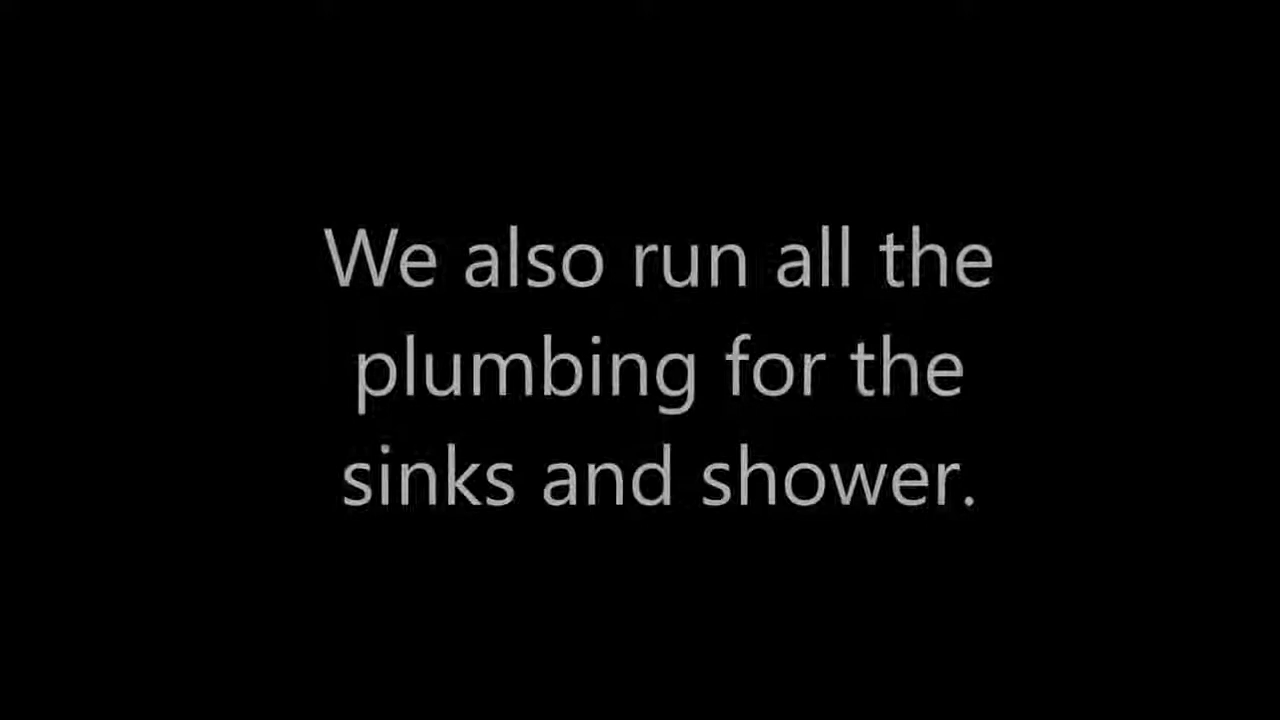 We also run all the
plumbing for the
sinks and shower.